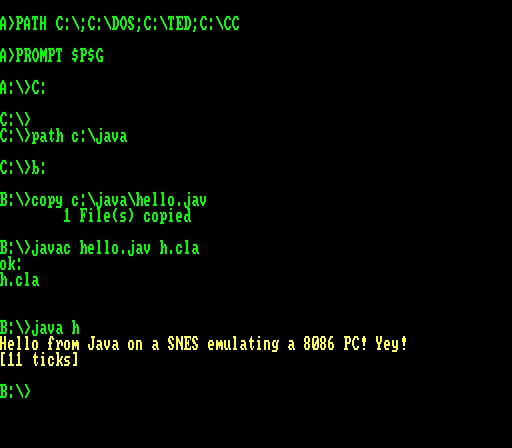 A>PATH C:\;C:\DOS;C:\TED;C:\CC
A>PROMPT $P$G
A:\>C:
C:\>
C:\>path c:\java
C:\>b:
B:\>copy c:\java\hello.jav
        1 File(s) copied
B:\>javac hello.jav h.cla
ok:
h.cla
B:\>java h
Hello from Java on a SNES emulating a 8086 PC! Yey!
[11 ticks]
B:\>